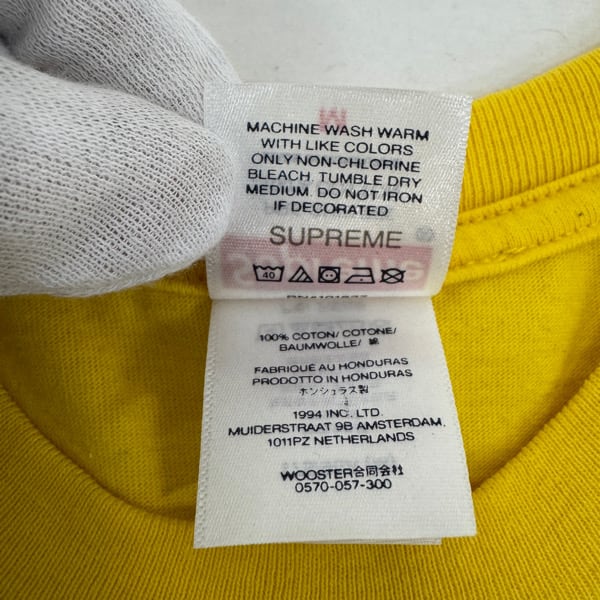 MACHINE WASH WARM
WITH LIKE COLORS
ONLY NON-CHLORINE
BLEACH. TUMBLE DRY
MEDIUM. DO NOT IRON
IF DECORATED
SUPREME
40
100% COTON/ COTONE/
BAUMWOLLE/ 綿
FABRIQUÉ AU HONDURAS
PRODOTTO IN HONDURAS
ホンジュラス製
1994 INC. LTD.
MUIDERSTRAAT 9B AMSTERDAM.
1011PZ NETHERLANDS
WOOSTER合同会社
0570-057-300